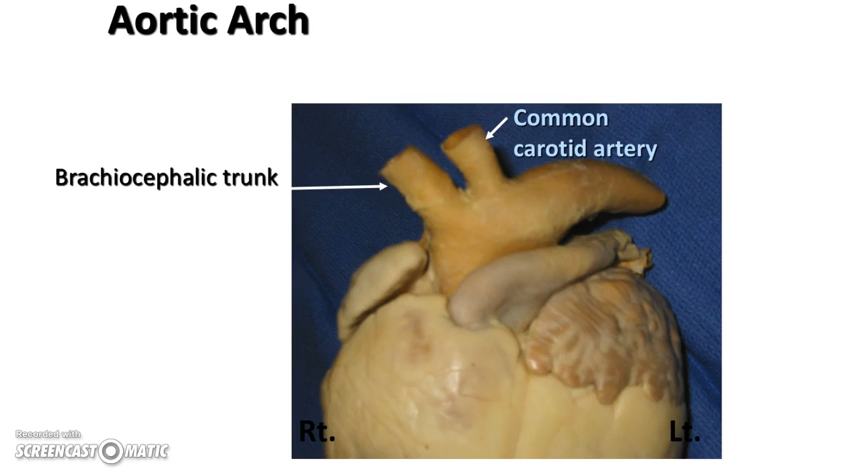 Aortic Arch
Common
carotid artery
Brachiocephalic trunk
Rt.
Lt.
Recorded with
SCREENCAST-O-MATIC